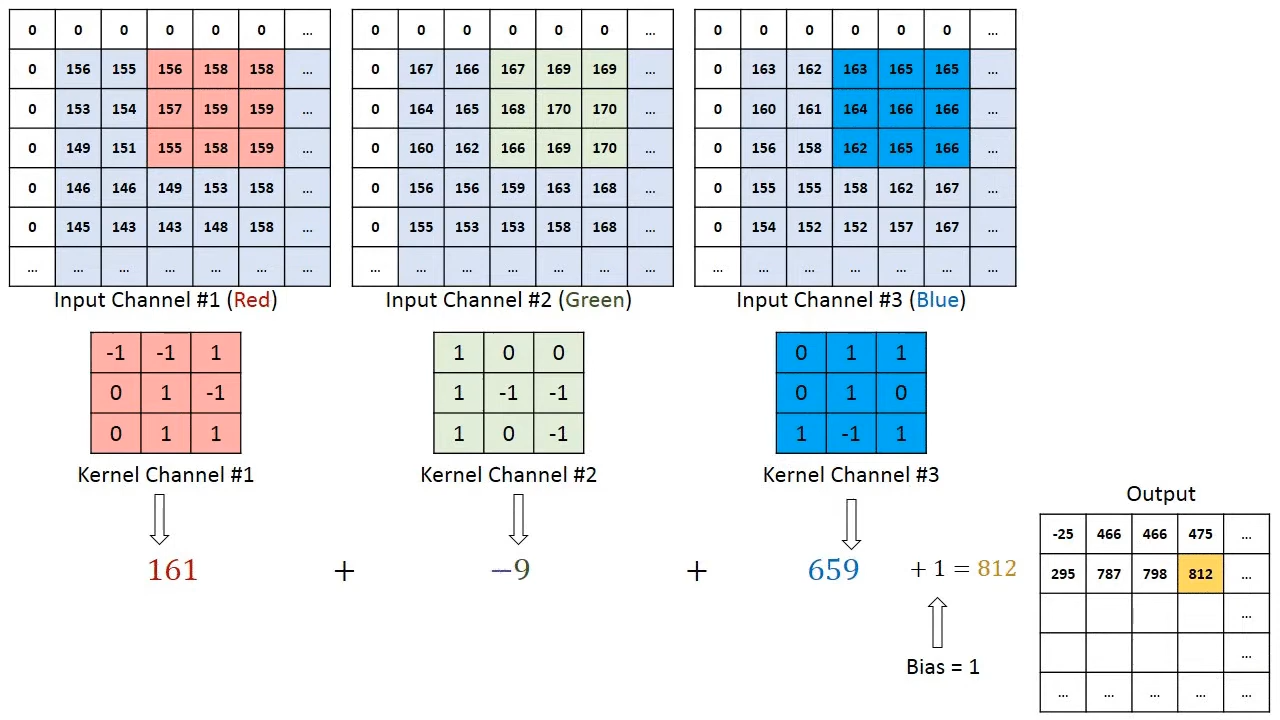 0 0 0 0 0 0 ...
0 156 155 156 158 158 ...
0 153 154 157 159 159 ...
0 149 151 155 158 159 ...
0 146 146 149 153 158 ...
0 145 143 143 148 158 ...
... ... ... ... ... ... ...
Input Channel #1 (Red)
0 0 0 0 0 0 ...
0 167 166 167 169 169 ...
0 164 165 168 170 170 ...
0 160 162 166 169 170 ...
0 156 156 159 163 168 ...
0 155 153 153 158 168 ...
... ... ... ... ... ... ...
Input Channel #2 (Green)
0 0 0 0 0 0 ...
0 163 162 163 165 165 ...
0 160 161 164 166 166 ...
0 156 158 162 165 166 ...
0 155 155 158 162 167 ...
0 154 152 152 157 167 ...
... ... ... ... ... ... ...
Input Channel #3 (Blue)
-1 -1 1
0 1 -1
0 1 1
Kernel Channel #1
1 0 0
1 -1 -1
1 0 -1
Kernel Channel #2
0 1 1
0 1 0
1 -1 1
Kernel Channel #3
161 + −9 + 659 + 1 = 812
Bias = 1
Output
-25 466 466 475 ...
295 787 798 812 ...
...
...
... ... ... ... ...